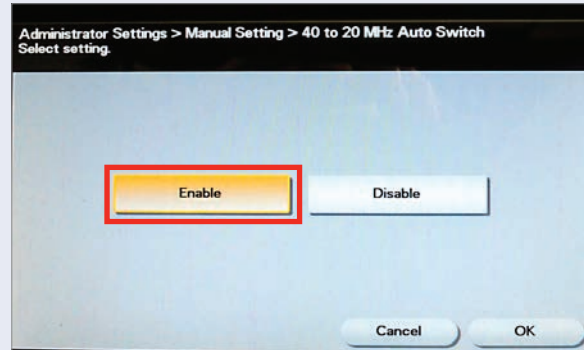 Administrator Settings > Manual Setting > 40 to 20 MHz Auto Switch
Select setting.
Enable
Disable
Cancel
OK